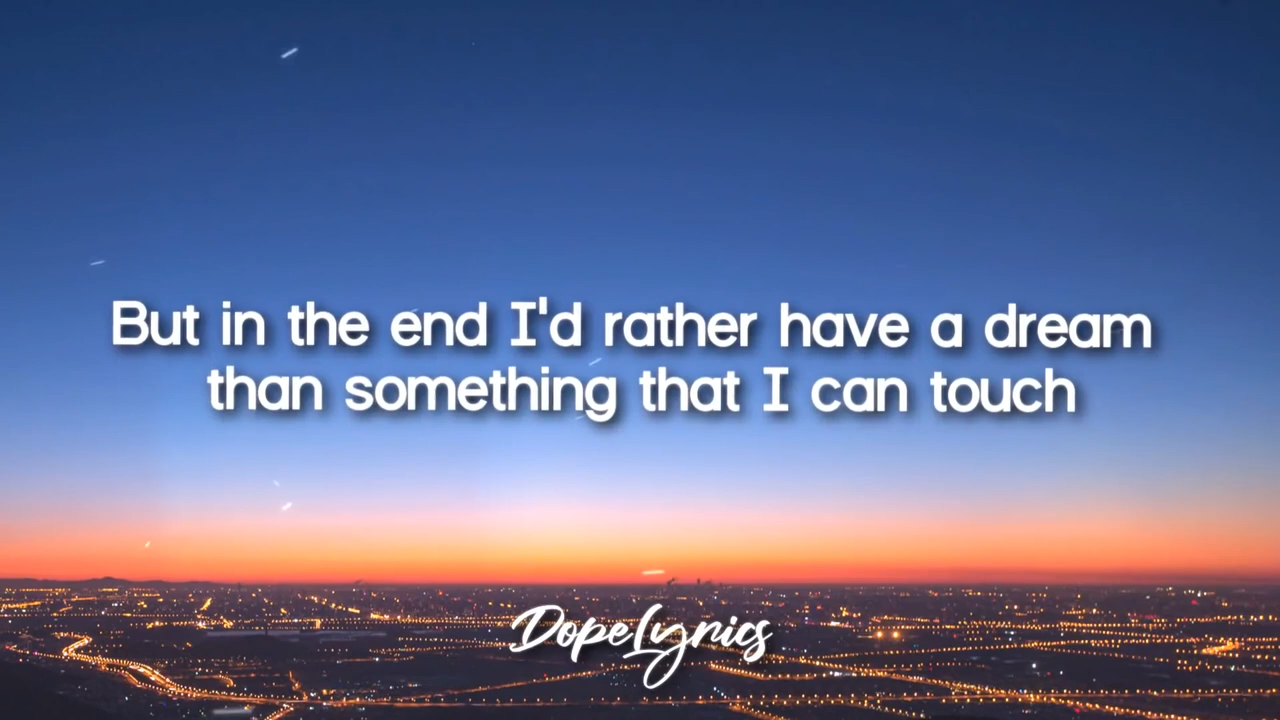 But in the end I'd rather have a dream
than something that I can touch
DopeLyrics